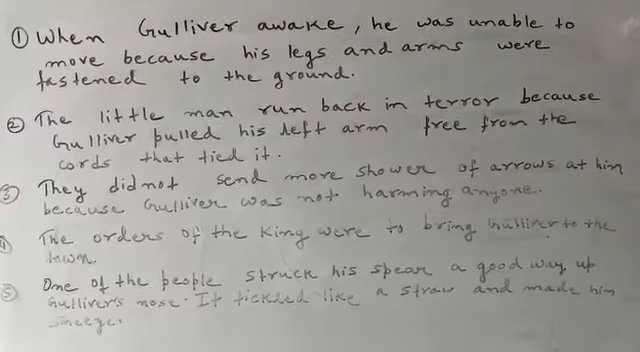 ① When Gulliver awake, he was unable to
move because his legs and arms were
fastened to the ground.
② The little man run back in terror because
Gulliver pulled his left arm free from the
cords that tied it.
③ They did not send more shower of arrows at him
because Gulliver was not harming anyone.
④ The orders of the King were to bring Gulliver to the
town.
⑤ One of the people struck his spear a good way up
Gulliver's nose. It tickled like a straw and made him
sneeze.